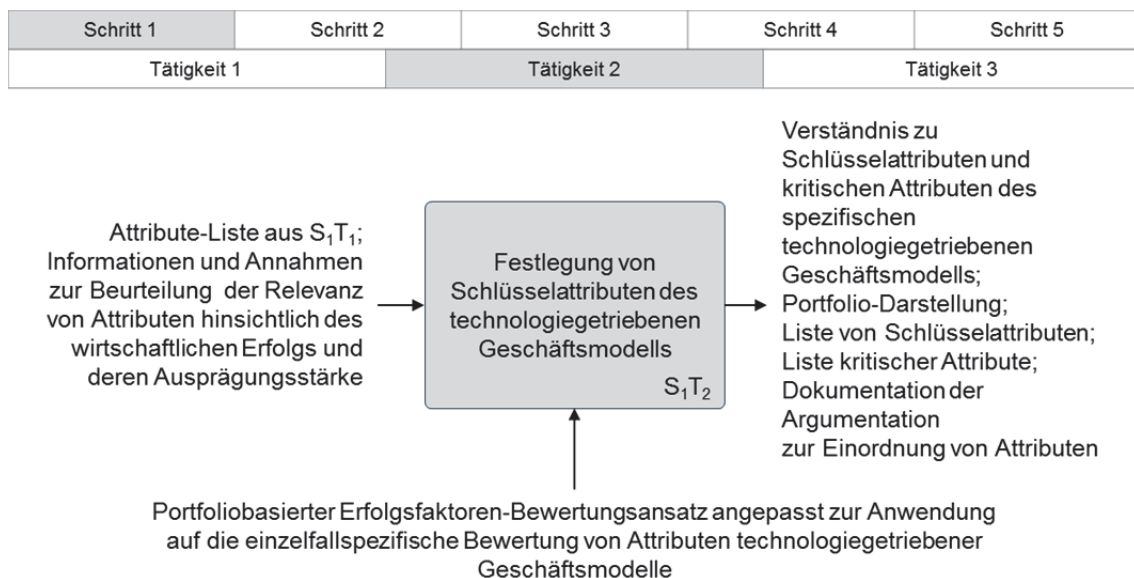 Schritt 1 Schritt 2 Schritt 3 Schritt 4 Schritt 5
Tätigkeit 1 Tätigkeit 2 Tätigkeit 3
Attribute-Liste aus S₁T₁;
Informationen und Annahmen
zur Beurteilung der Relevanz
von Attributen hinsichtlich des
wirtschaftlichen Erfolgs und
deren Ausprägungsstärke
Festlegung von
Schlüsselattributen des
technologiegetriebenen
Geschäftsmodells
S₁T₂
Verständnis zu
Schlüsselattributen und
kritischen Attributen des
spezifischen
technologiegetriebenen
Geschäftsmodells;
Portfolio-Darstellung;
Liste von Schlüsselattributen;
Liste kritischer Attribute;
Dokumentation der
Argumentation
zur Einordnung von Attributen
Portfoliobasierter Erfolgsfaktoren-Bewertungsansatz angepasst zur Anwendung
auf die einzelfallspezifische Bewertung von Attributen technologiegetriebener
Geschäftsmodelle